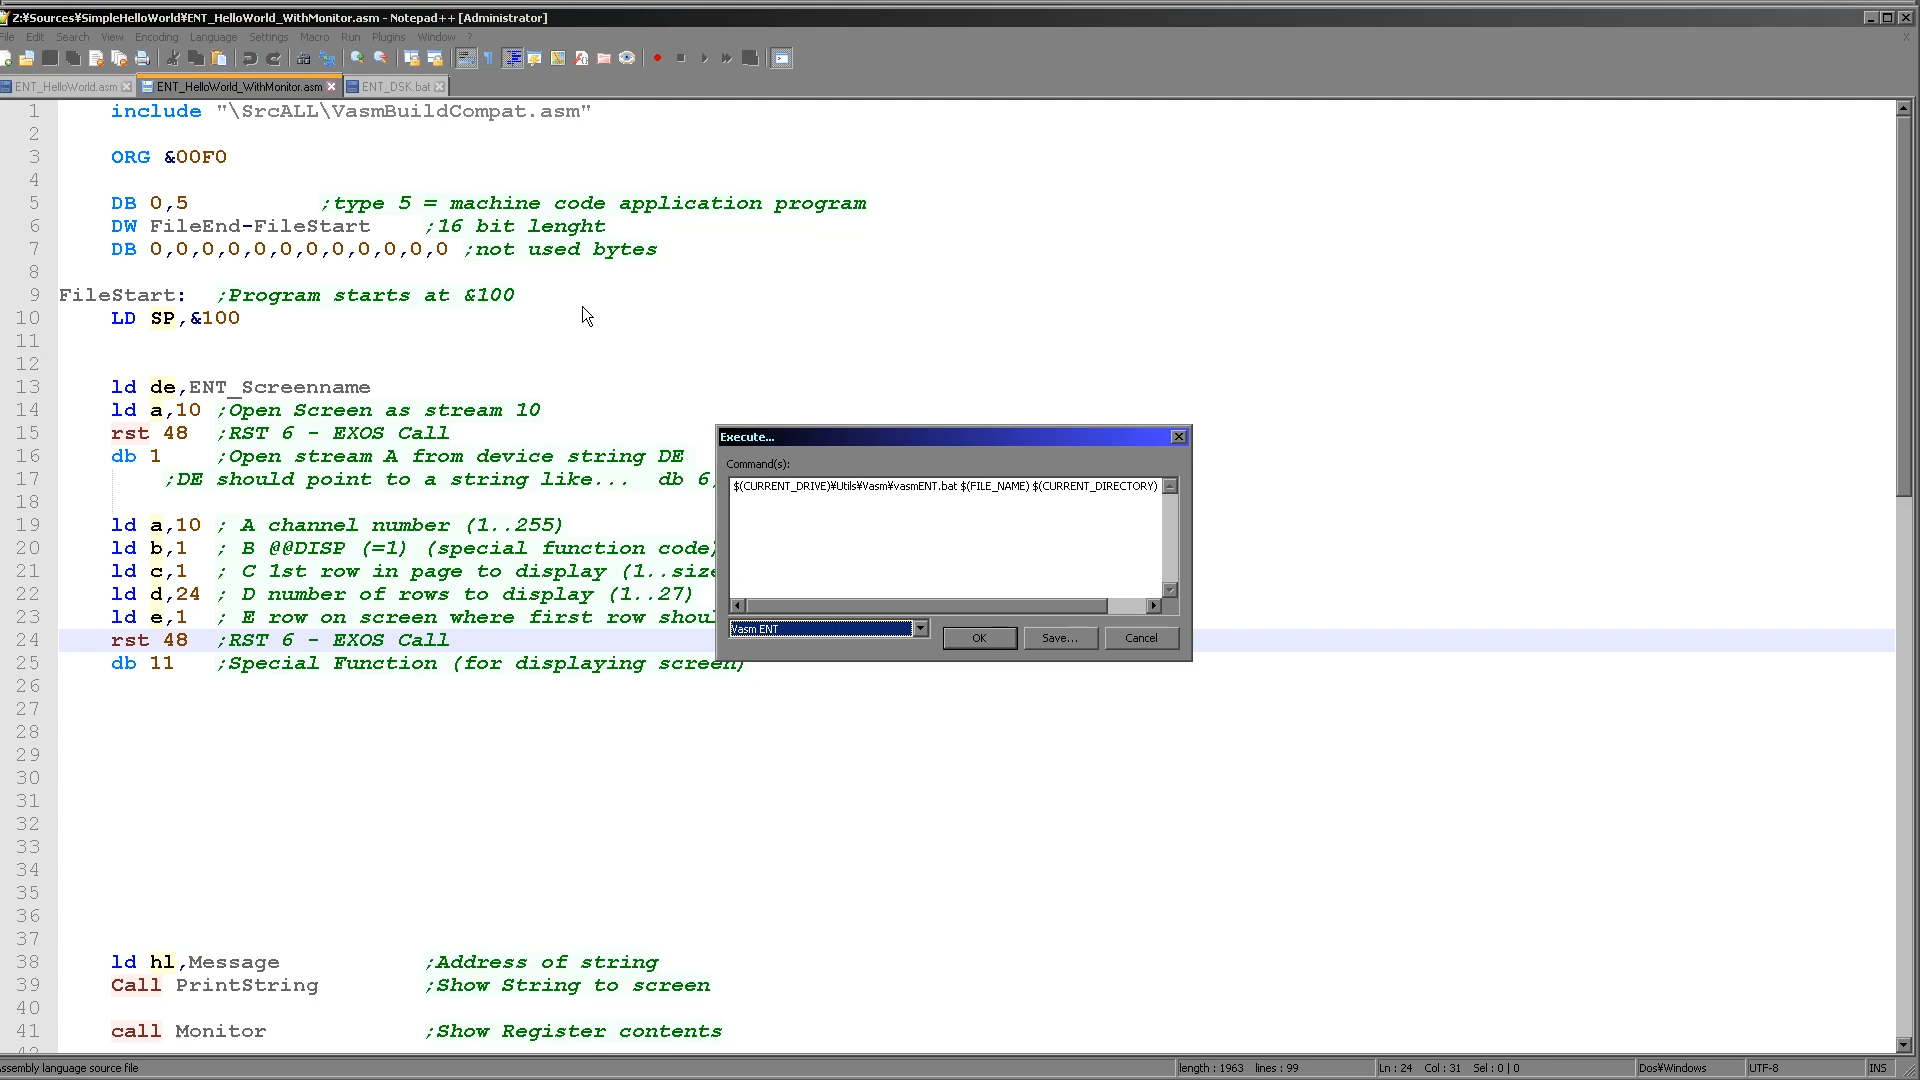 Z:¥Sources¥SimpleHelloWorld¥ENT_HelloWorld_WithMonitor.asm - Notepad++ [Administrator]
File Edit Search View Encoding Language Settings Macro Run Plugins Window ?
ENT_HelloWorld.asm ENT_HelloWorld_WithMonitor.asm ENT_DSK.bat
1 include "\SrcALL\VasmBuildCompat.asm"
2
3 ORG &00F0
4
5 DB 0,5 ;type 5 = machine code application program
6 DW FileEnd-FileStart ;16 bit lenght
7 DB 0,0,0,0,0,0,0,0,0,0,0,0 ;not used bytes
8
9 FileStart: ;Program starts at &100
10 LD SP,&100
11
12
13 ld de,ENT_Screenname
14 ld a,10 ;Open Screen as stream 10
15 rst 48 ;RST 6 - EXOS Call
16 db 1 ;Open stream A from device string DE
17 ;DE should point to a string like... db 6,
18
19 ld a,10 ; A channel number (1..255)
20 ld b,1 ; B @@DISP (=1) (special function code)
21 ld c,1 ; C 1st row in page to display (1..size
22 ld d,24 ; D number of rows to display (1..27)
23 ld e,1 ; E row on screen where first row shoul
24 rst 48 ;RST 6 - EXOS Call
25 db 11 ;Special Function (for displaying screen)
26
27
28
29
30
31
32
33
34
35
36
37
38 ld hl,Message ;Address of string
39 Call PrintString ;Show String to screen
40
41 call Monitor ;Show Register contents
42
Execute...
Command(s):
$(CURRENT_DRIVE)¥Utils¥Vasm¥vasmENT.bat $(FILE_NAME) $(CURRENT_DIRECTORY)
Vasm ENT
OK Save... Cancel
ssembly language source file length : 1963 lines : 99 Ln : 24 Col : 31 Sel : 0 | 0 Dos¥Windows UTF-8 INS